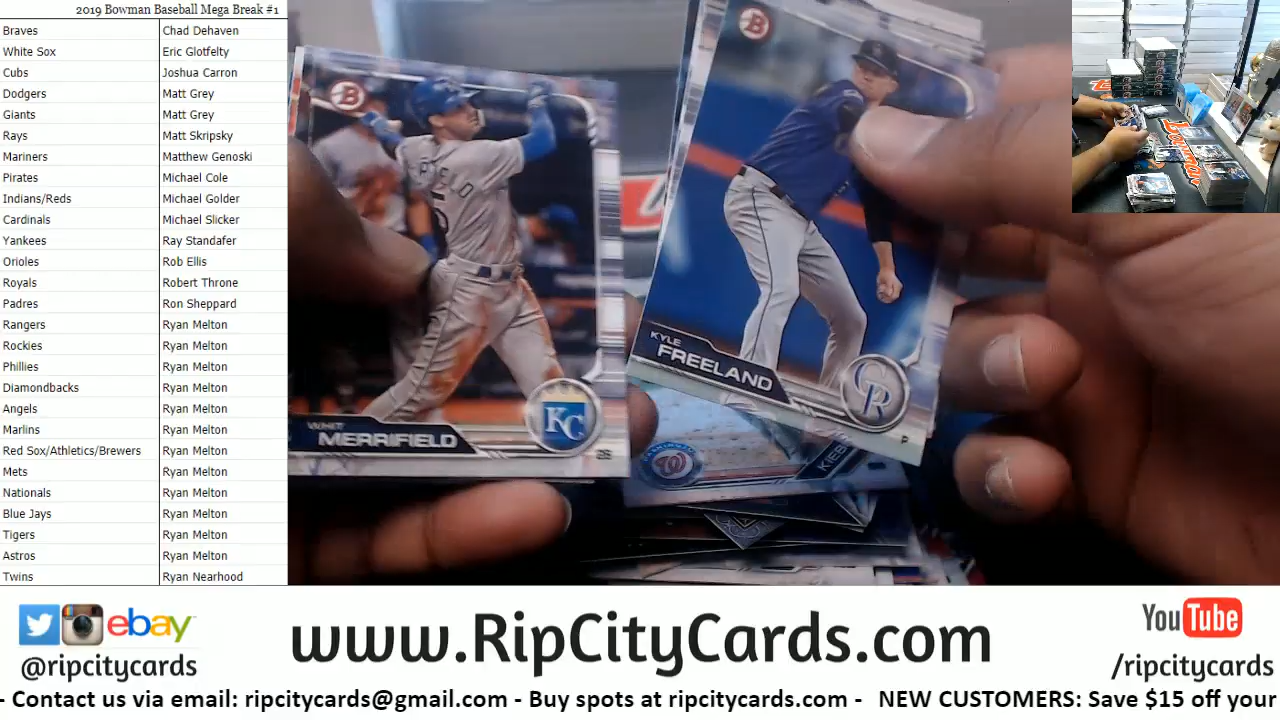 2019 Bowman Baseball Mega Break #1
Braves Chad Dehaven
White Sox Eric Glotfelty
Cubs Joshua Carron
Dodgers Matt Grey
Giants Matt Grey
Rays Matt Skripsky
Mariners Matthew Genoski
Pirates Michael Cole
Indians/Reds Michael Golder
Cardinals Michael Slicker
Yankees Ray Standafer
Orioles Rob Ellis
Royals Robert Throne
Padres Ron Sheppard
Rangers Ryan Melton
Rockies Ryan Melton
Phillies Ryan Melton
Diamondbacks Ryan Melton
Angels Ryan Melton
Marlins Ryan Melton
Red Sox/Athletics/Brewers Ryan Melton
Mets Ryan Melton
Nationals Ryan Melton
Blue Jays Ryan Melton
Tigers Ryan Melton
Astros Ryan Melton
Twins Ryan Nearhood
B
WHIT
MERRIFIELD
KC
2B
B
KYLE
FREELAND
CR
P
W
KIEB
Bowman
ebay
@ripcitycards
www.RipCityCards.com
YouTube
/ripcitycards
- Contact us via email: ripcitycards@gmail.com - Buy spots at ripcitycards.com - NEW CUSTOMERS: Save $15 off your